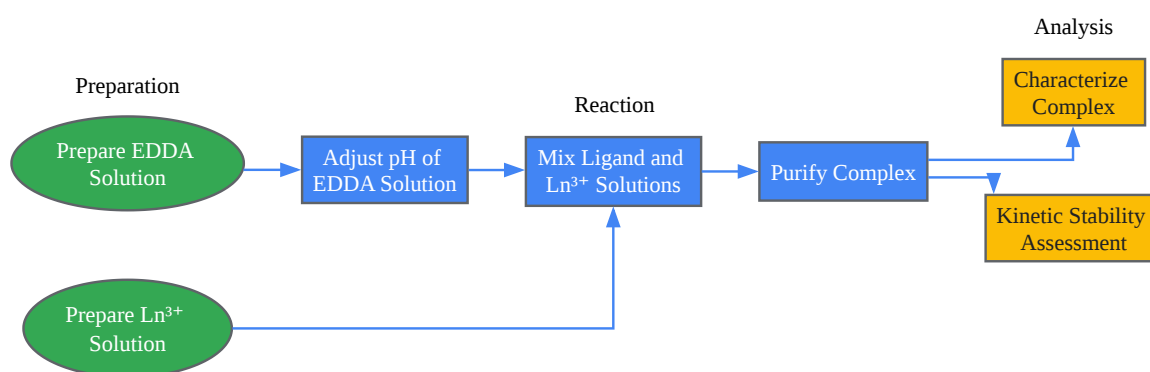 Analysis
Characterize
Complex
Preparation
Reaction
Prepare EDDA
Solution
Adjust pH of
EDDA Solution
Mix Ligand and
Ln³⁺ Solutions
Purify Complex
Kinetic Stability
Assessment
Prepare Ln³⁺
Solution